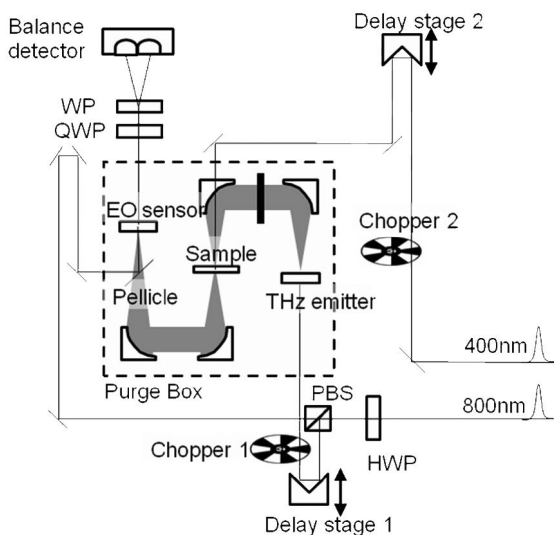 Balance
detector
Delay stage 2
WP
QWP
EO sensor
Sample
Chopper 2
Pellicle
THz emitter
400nm
Purge Box
PBS
800nm
Chopper 1
HWP
Delay stage 1